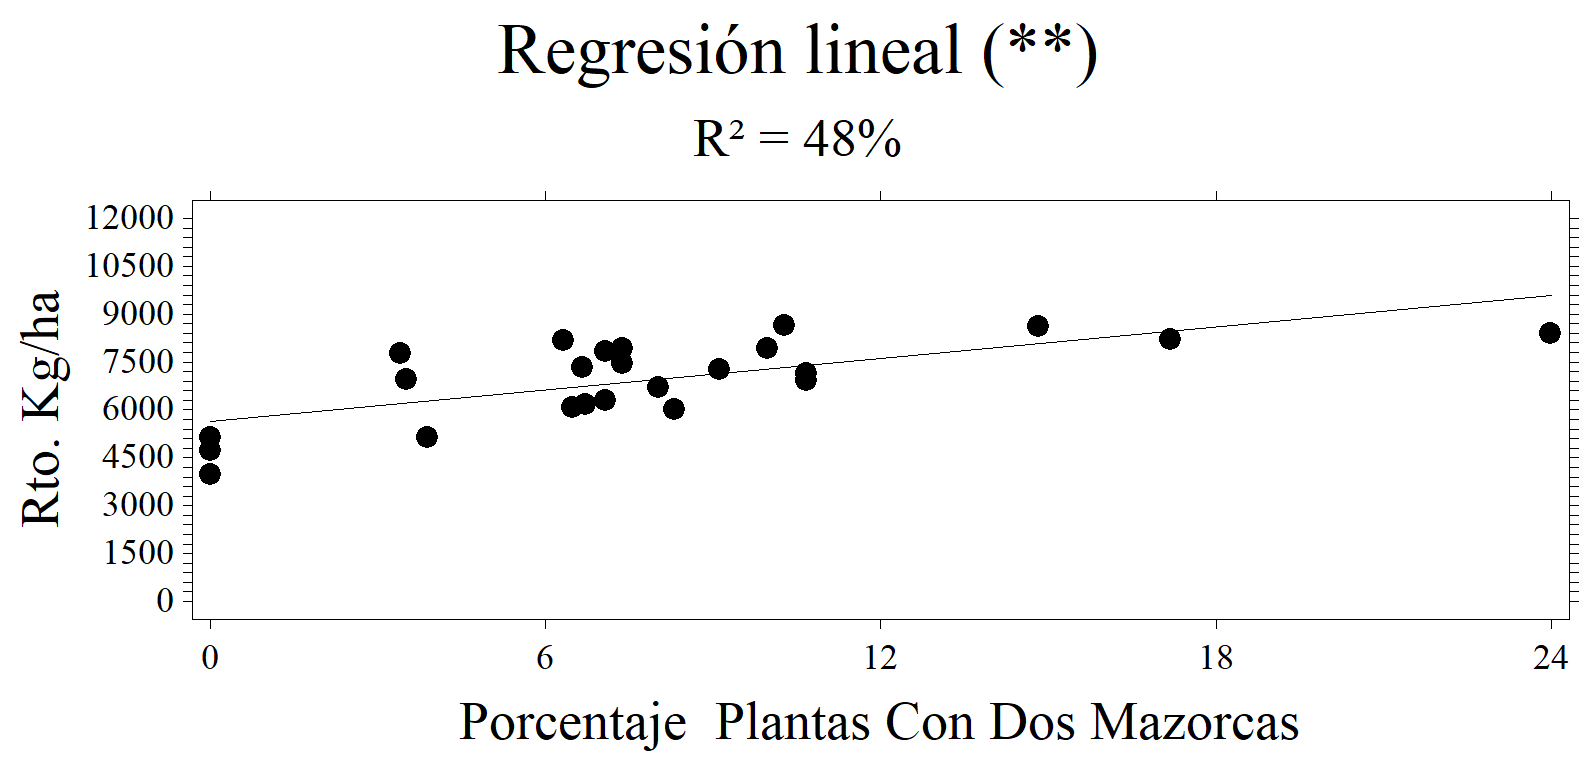 Regresión lineal (**)
R² = 48%
12000
10500
9000
7500
6000
4500
3000
1500
0
Rto. Kg/ha
0 6 12 18 24
Porcentaje Plantas Con Dos Mazorcas